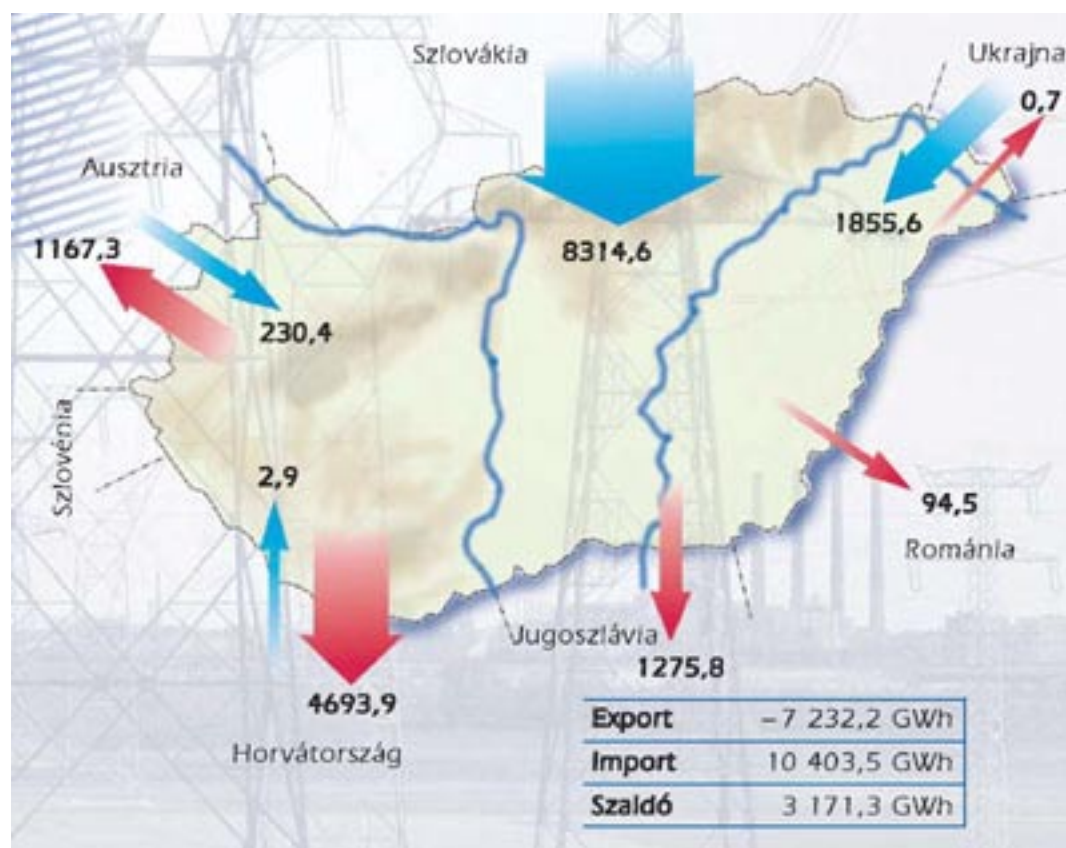 Szlovákia
Ukrajna
0,7
Ausztria
1167,3
8314,6
1855,6
230,4
Szlovénia
2,9
94,5
Románia
Jugoszlávia
1275,8
4693,9
Horvátország
Export –7 232,2 GWh
Import 10 403,5 GWh
Szaldó 3 171,3 GWh